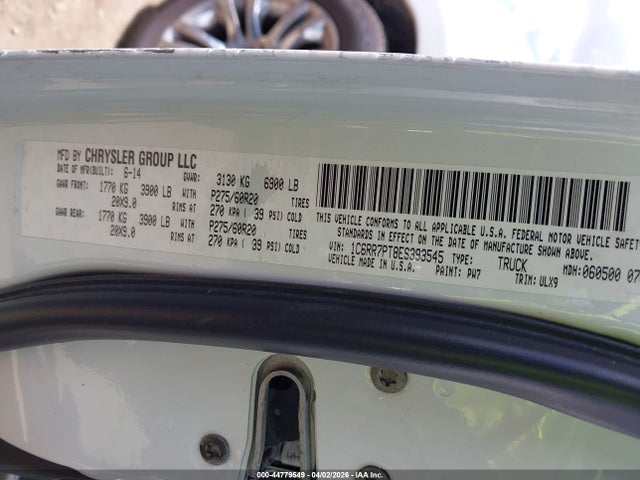 MFD BY CHRYSLER GROUP LLC
DATE OF MFR(BUILT): 6-14 GVWR: 3130 KG 6900 LB
GAWR FRONT: 1770 KG 3900 LB WITH P275/60R20 TIRES
20X9.0 RIMS AT 270 KPA ( 39 PSI) COLD
GAWR REAR: 1770 KG 3900 LB WITH P275/60R20 TIRES
20X9.0 RIMS AT 270 KPA ( 39 PSI) COLD
THIS VEHICLE CONFORMS TO ALL APPLICABLE U.S.A. FEDERAL MOTOR VEHICLE SAFETY
STANDARDS IN EFFECT ON THE DATE OF MANUFACTURE SHOWN ABOVE.
VIN: 1C6RR7PT8ES393545 TYPE: TRUCK MDH: 060500 07
VEHICLE MADE IN U.S.A. PAINT: PW7 TRIM: ULX9
000-44779549 - 04/02/2026 - IAA Inc.